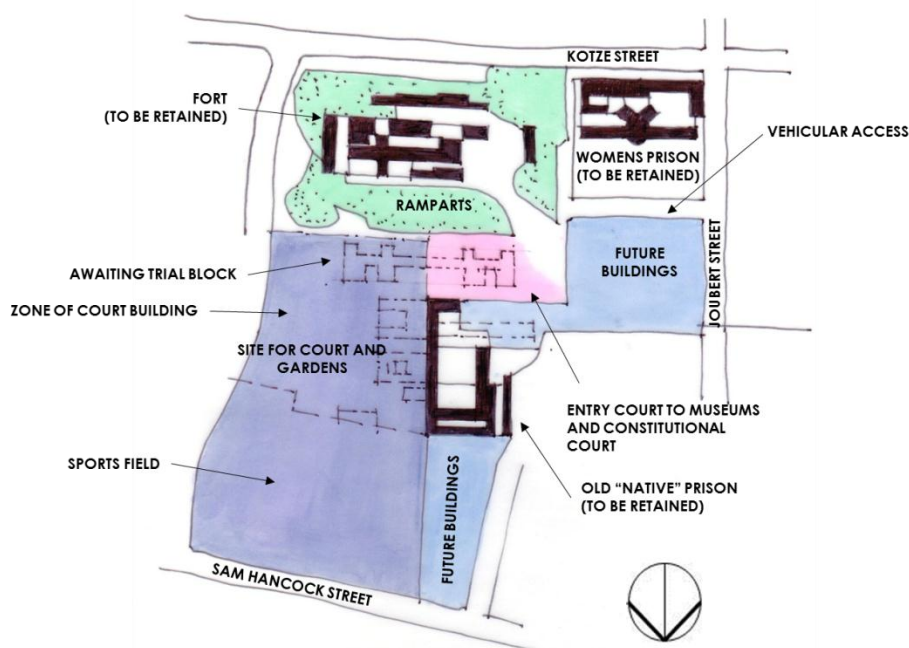 KOTZE STREET
FORT
(TO BE RETAINED)
VEHICULAR ACCESS
WOMENS PRISON
(TO BE RETAINED)
RAMPARTS
FUTURE
BUILDINGS
JOUBERT STREET
AWAITING TRIAL BLOCK
ZONE OF COURT BUILDING
SITE FOR COURT AND
GARDENS
ENTRY COURT TO MUSEUMS
AND CONSTITUTIONAL
COURT
SPORTS FIELD
OLD “NATIVE” PRISON
(TO BE RETAINED)
FUTURE BUILDINGS
SAM HANCOCK STREET